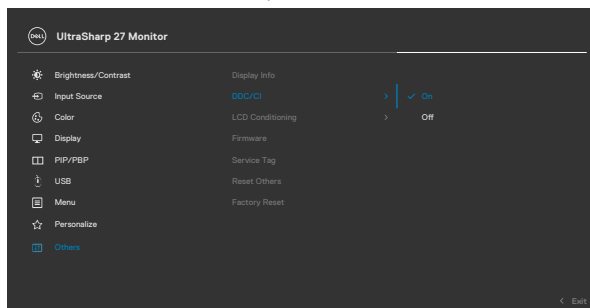 DELL UltraSharp 27 Monitor
Brightness/Contrast Display Info
Input Source DDC/CI > ✓ On
Color LCD Conditioning > Off
Display Firmware
PIP/PBP Service Tag
USB Reset Others
Menu Factory Reset
Personalize
Others
< Exit